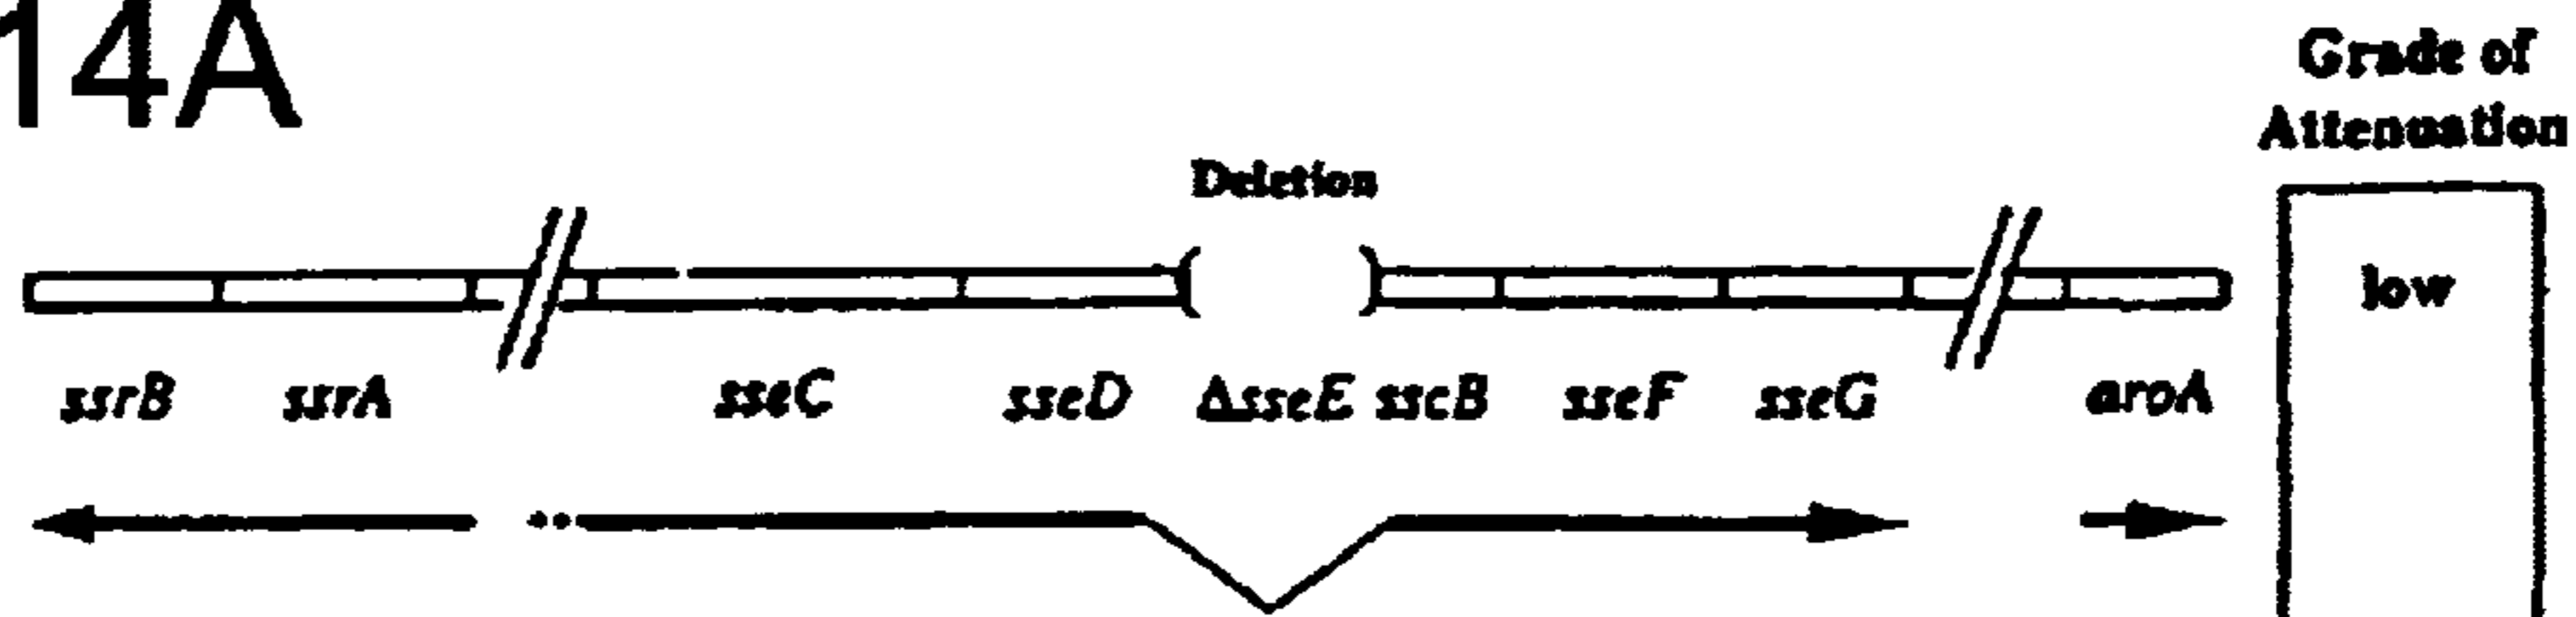 14A
Grade of
Attenuation
Deletion
low
ssrB ssrA sseC sseD ΔsseE sscB sseF sseG aroA